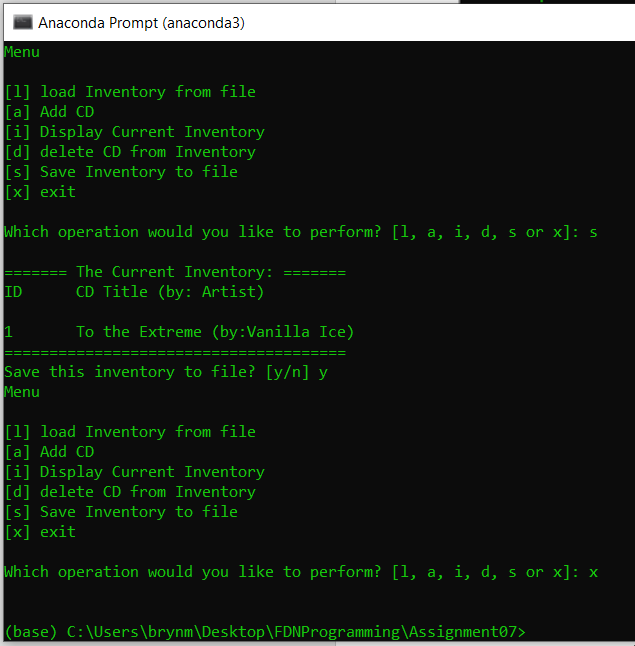 Anaconda Prompt (anaconda3)
Menu
[l] load Inventory from file
[a] Add CD
[i] Display Current Inventory
[d] delete CD from Inventory
[s] Save Inventory to file
[x] exit
Which operation would you like to perform? [l, a, i, d, s or x]: s
======= The Current Inventory: =======
ID      CD Title (by: Artist)
1       To the Extreme (by:Vanilla Ice)
======================================
Save this inventory to file? [y/n] y
Menu
[l] load Inventory from file
[a] Add CD
[i] Display Current Inventory
[d] delete CD from Inventory
[s] Save Inventory to file
[x] exit
Which operation would you like to perform? [l, a, i, d, s or x]: x
(base) C:\Users\brynm\Desktop\FDNProgramming\Assignment07>